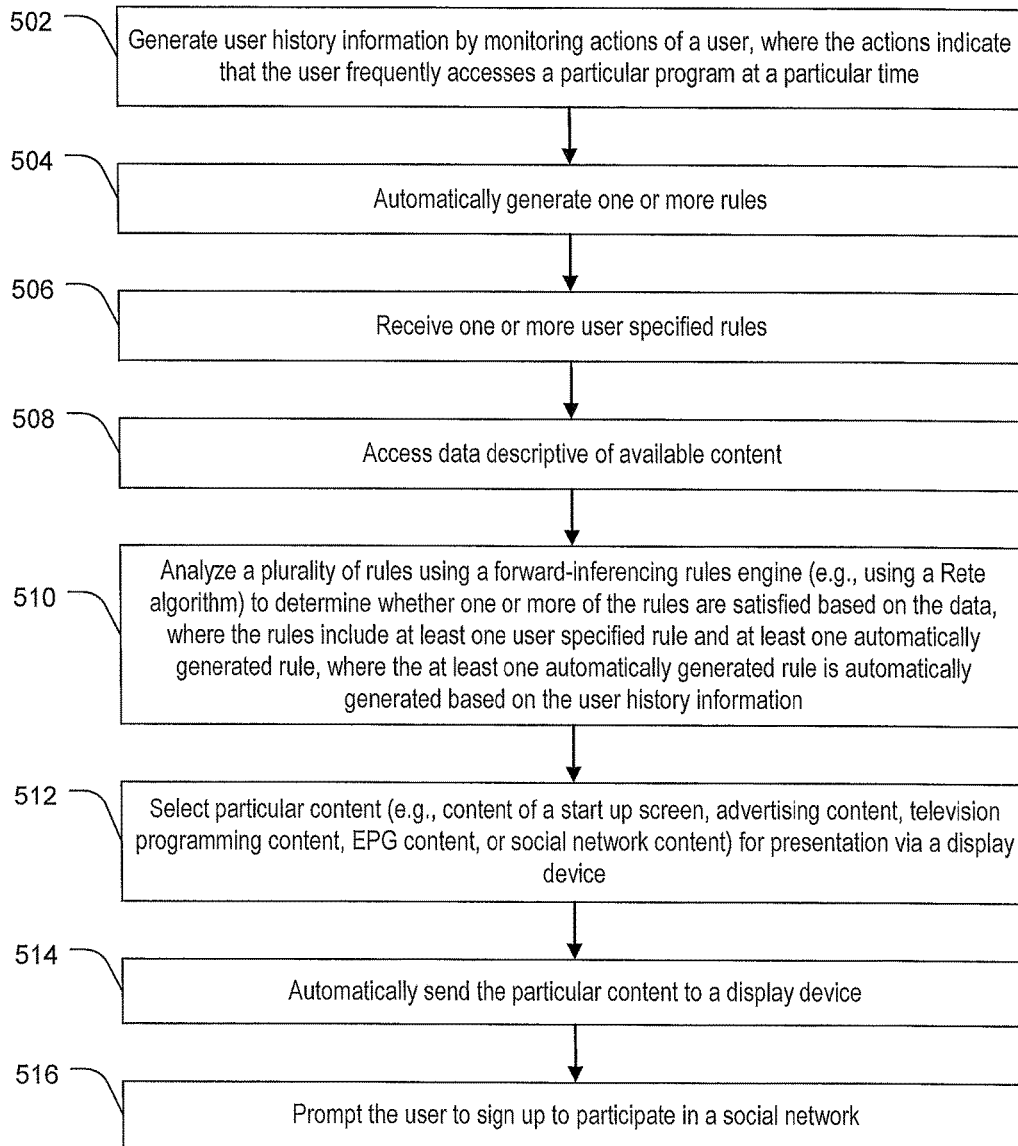 502
Generate user history information by monitoring actions of a user, where the actions indicate
that the user frequently accesses a particular program at a particular time
504
Automatically generate one or more rules
506
Receive one or more user specified rules
508
Access data descriptive of available content
510
Analyze a plurality of rules using a forward-inferencing rules engine (e.g., using a Rete
algorithm) to determine whether one or more of the rules are satisfied based on the data,
where the rules include at least one user specified rule and at least one automatically
generated rule, where the at least one automatically generated rule is automatically
generated based on the user history information
512
Select particular content (e.g., content of a start up screen, advertising content, television
programming content, EPG content, or social network content) for presentation via a display
device
514
Automatically send the particular content to a display device
516
Prompt the user to sign up to participate in a social network